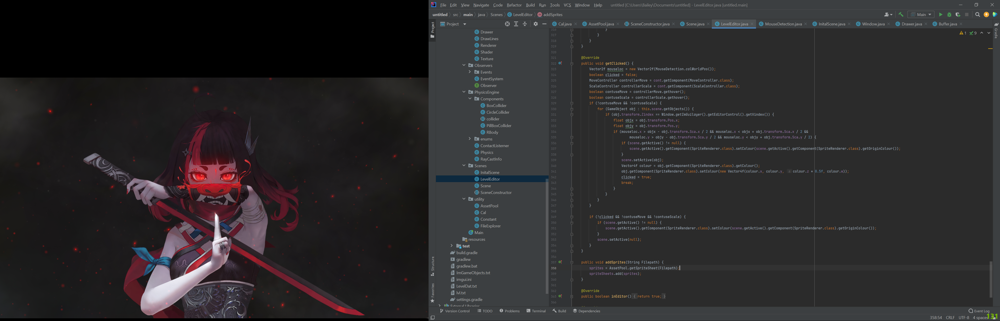 File Edit View Navigate Code Refactor Build Run Tools VCS Window Help untitled [C:\Users\Bailey\Documents\untitled] - LevelEditor.java [untitled.main]
untitled src main java Scenes LevelEditor addSprites Main
Project
Cal.java AssetPool.java SceneConstructor.java Scene.java LevelEditor.java MouseDetection.java InitalScene.java Window.java Drawer.java Buffer.java
Project
Gradle
Structure
Favorites
Drawer
DrawLines
Renderer
Shader
Texture
Observers
Events
EventSystem
Observer
PhysicsEngine
Components
BoxCollider
CircleCollider
collider
PillBoxCollider
RBody
enums
ContactListerner
Physics
RayCastInfo
Scenes
InitalScene
LevelEditor
Scene
SceneConstructor
utility
AssetPool
Cal
Constant
FileExplorer
Main
resources
test
build.gradle
gradlew
gradlew.bat
ImGameObjects.txt
imgui.ini
LevelDat.txt
lvl.txt
settings.gradle
External Libraries
1 9
316 }
317 }
318 }
319 }
320
321 @Override
322 public void getClicked() {
323 Vector2f mouseloc = new Vector2f(MouseDetection.calWorldPos());
324 boolean clicked = false;
325 MoveController controllerMove = cont.getComponent(MoveController.class);
326 ScaleController controllerScale = cont.getComponent(ScaleController.class);
327 boolean contuseMove = controllerMove.gethover();
328 boolean contuseScale = controllerScale.gethover();
329 if (!contuseMove && !contuseScale) {
330 for (GameObject obj : this.scene.getObjects()) {
331 if (obj.transform.Zindex == Window.getImGuilayer().getEditorControl().getVindex()) {
332 float objx = obj.transform.Pos.x;
333 float objy = obj.transform.Pos.y;
334 if (mouseloc.x > objx - obj.transform.Sca.x / 2 && mouseloc.x < objx + obj.transform.Sca.x / 2 &&
335 mouseloc.y > objy - obj.transform.Sca.y / 2 && mouseloc.y < objy + obj.transform.Sca.y / 2) {
336 if (scene.getActive() != null) {
337 scene.getActive().getComponent(SpriteRenderer.class).setColour(scene.getActive().getComponent(SpriteRenderer.class).getOriginColour());
338 }
339 scene.setActive(obj);
340 Vector4f colour = obj.getComponent(SpriteRenderer.class).getColour();
341 obj.getComponent(SpriteRenderer.class).setColour(new Vector4f(colour.x, colour.y, z: colour.z * 0.5f, colour.w));
342 clicked = true;
343 break;
344 }
345 }
346 }
347 }
348
349 if (!clicked && !contuseMove && !contuseScale) {
350 if (scene.getActive() != null) {
351 scene.getActive().getComponent(SpriteRenderer.class).setColour(scene.getActive().getComponent(SpriteRenderer.class).getOriginColour());
352 }
353 scene.setActive(null);
354 }
355 }
356
357 public void addSprites(String Filepath) {
358 sprites = AssetPool.getSpriteSheet(Filepath);
359 spriteSheets.add(sprites);
360 }
361
362 @Override
363 public boolean inEditor() { return true; }
366
Version Control TODO Problems Terminal Build Dependencies Event Log
358:54 CRLF UTF-8 4 spaces
131